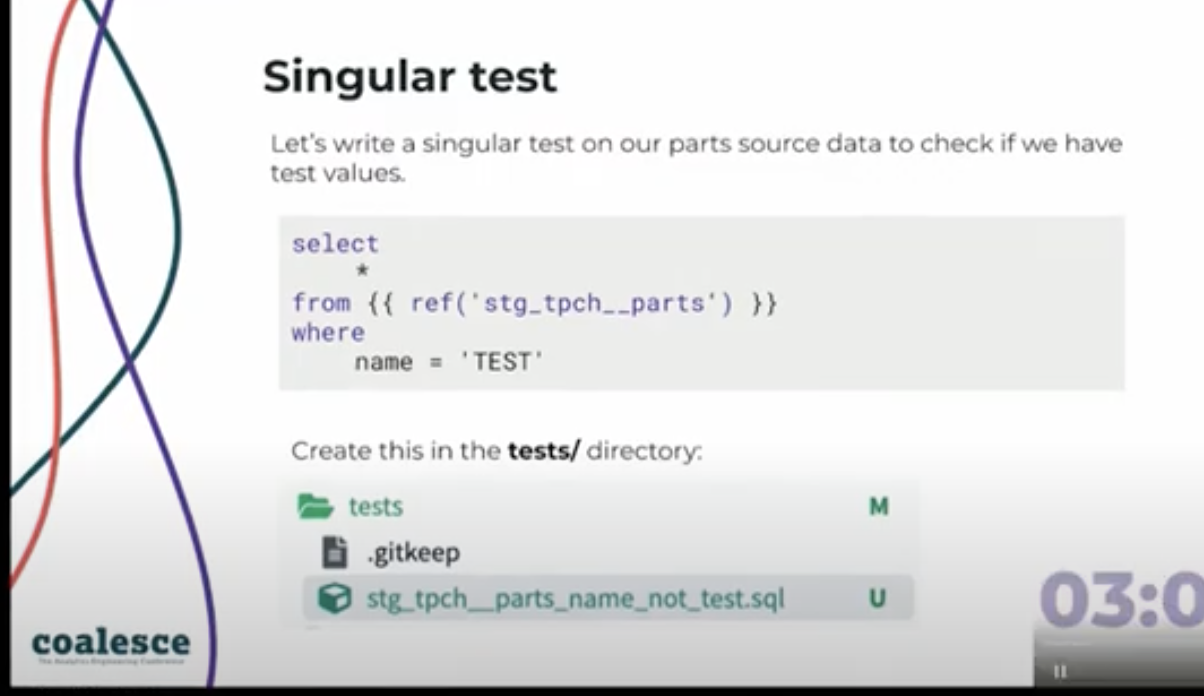 Singular test
Let's write a singular test on our parts source data to check if we have
test values.
select
*
from {{ ref('stg_tpch__parts') }}
where
name = 'TEST'
Create this in the tests/ directory:
tests M
.gitkeep
stg_tpch__parts_name_not_test.sql U
03:0
coalesce
The Analytics Engineering Conference